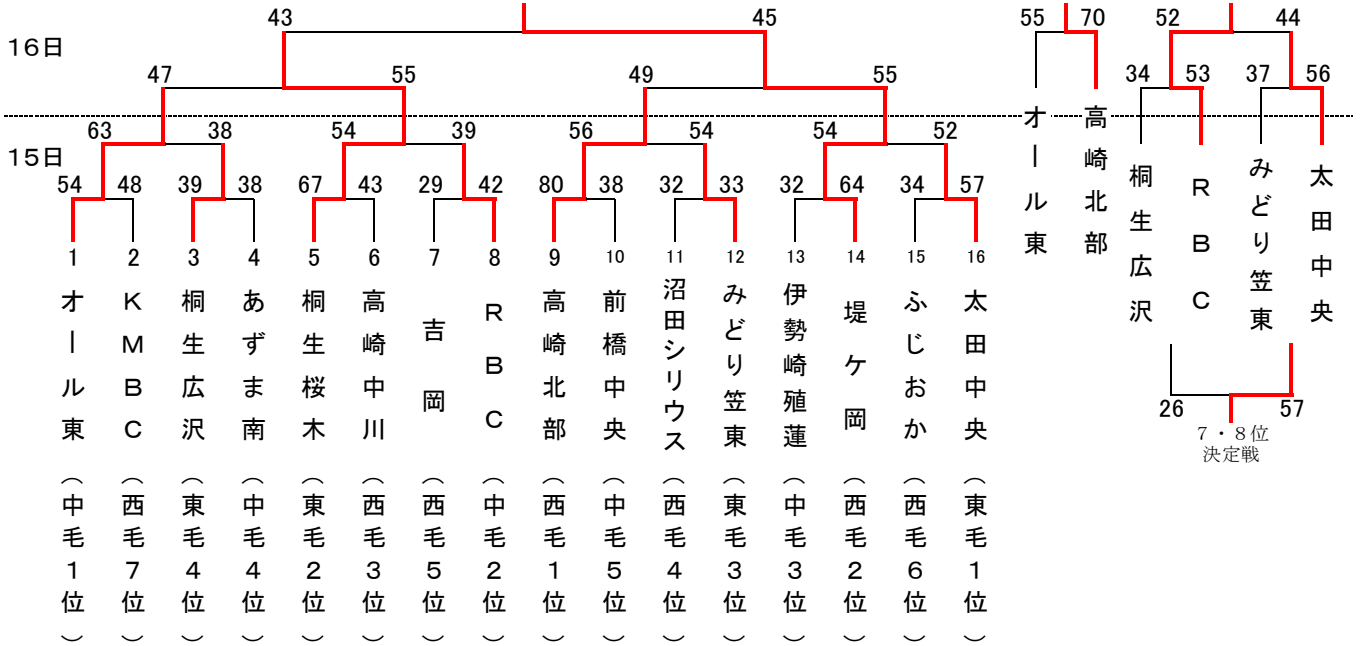 43 45 55 70 52 44
16日
47 55 49 55 34 53 37 56
63 38 54 39 56 54 54 52
15日
54 48 39 38 67 43 29 42 80 38 32 33 32 64 34 57
1 2 3 4 5 6 7 8 9 10 11 12 13 14 15 16
オール東（中毛1位）
KMBC（西毛7位）
桐生広沢（東毛4位）
あずま南（中毛4位）
桐生桜木（東毛2位）
高崎中川（西毛3位）
吉岡（西毛5位）
RBC（中毛2位）
高崎北部（西毛1位）
前橋中央（中毛5位）
沼田シリウス（西毛4位）
みどり笠東（東毛3位）
伊勢崎殖蓮（中毛3位）
堤ケ岡（西毛2位）
ふじおか（西毛6位）
太田中央（東毛1位）
オール東
高崎北部
桐生広沢
RBC
みどり笠東
太田中央
26 57
7・8位
決定戦